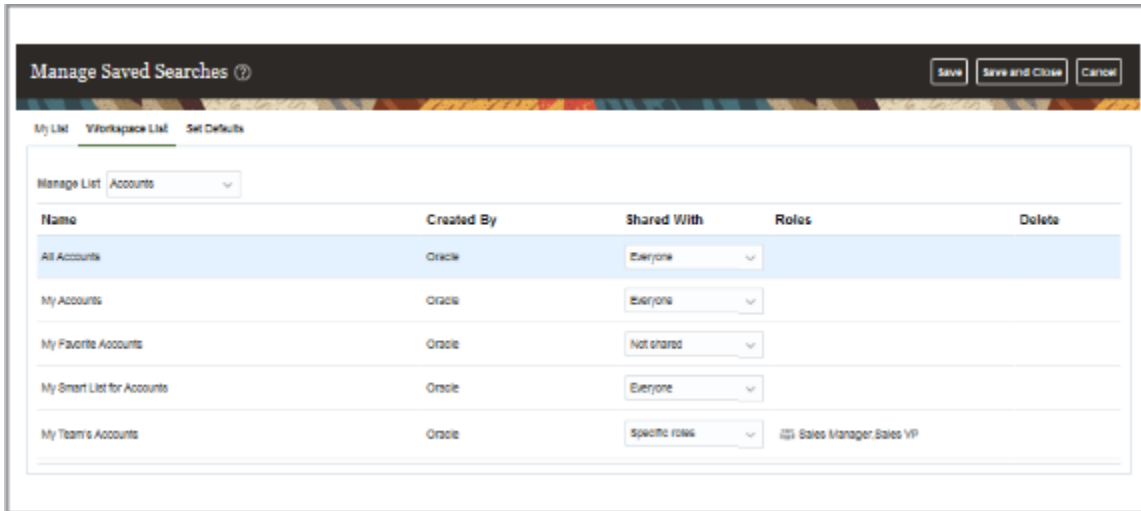 Manage Saved Searches ?
Save Save and Close Cancel
My List Workspace List Set Defaults
Manage List Accounts
Name Created By Shared With Roles Delete
All Accounts Oracle Everyone
My Accounts Oracle Everyone
My Favorite Accounts Oracle Not shared
My Smart List for Accounts Oracle Everyone
My Team's Accounts Oracle Specific roles Sales Manager,Sales VP